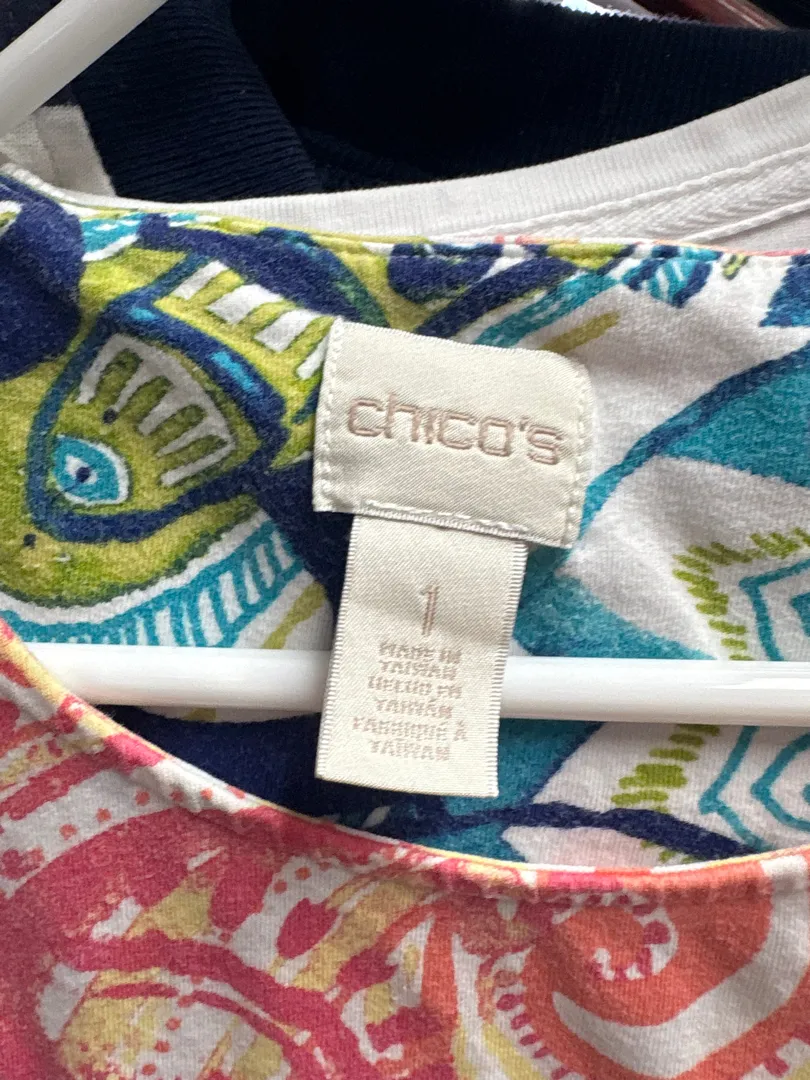 chico's
1
MADE IN
TAIWAN
HECHO EN
TAIWÁN
FABRIQUÉ À
TAIWAN